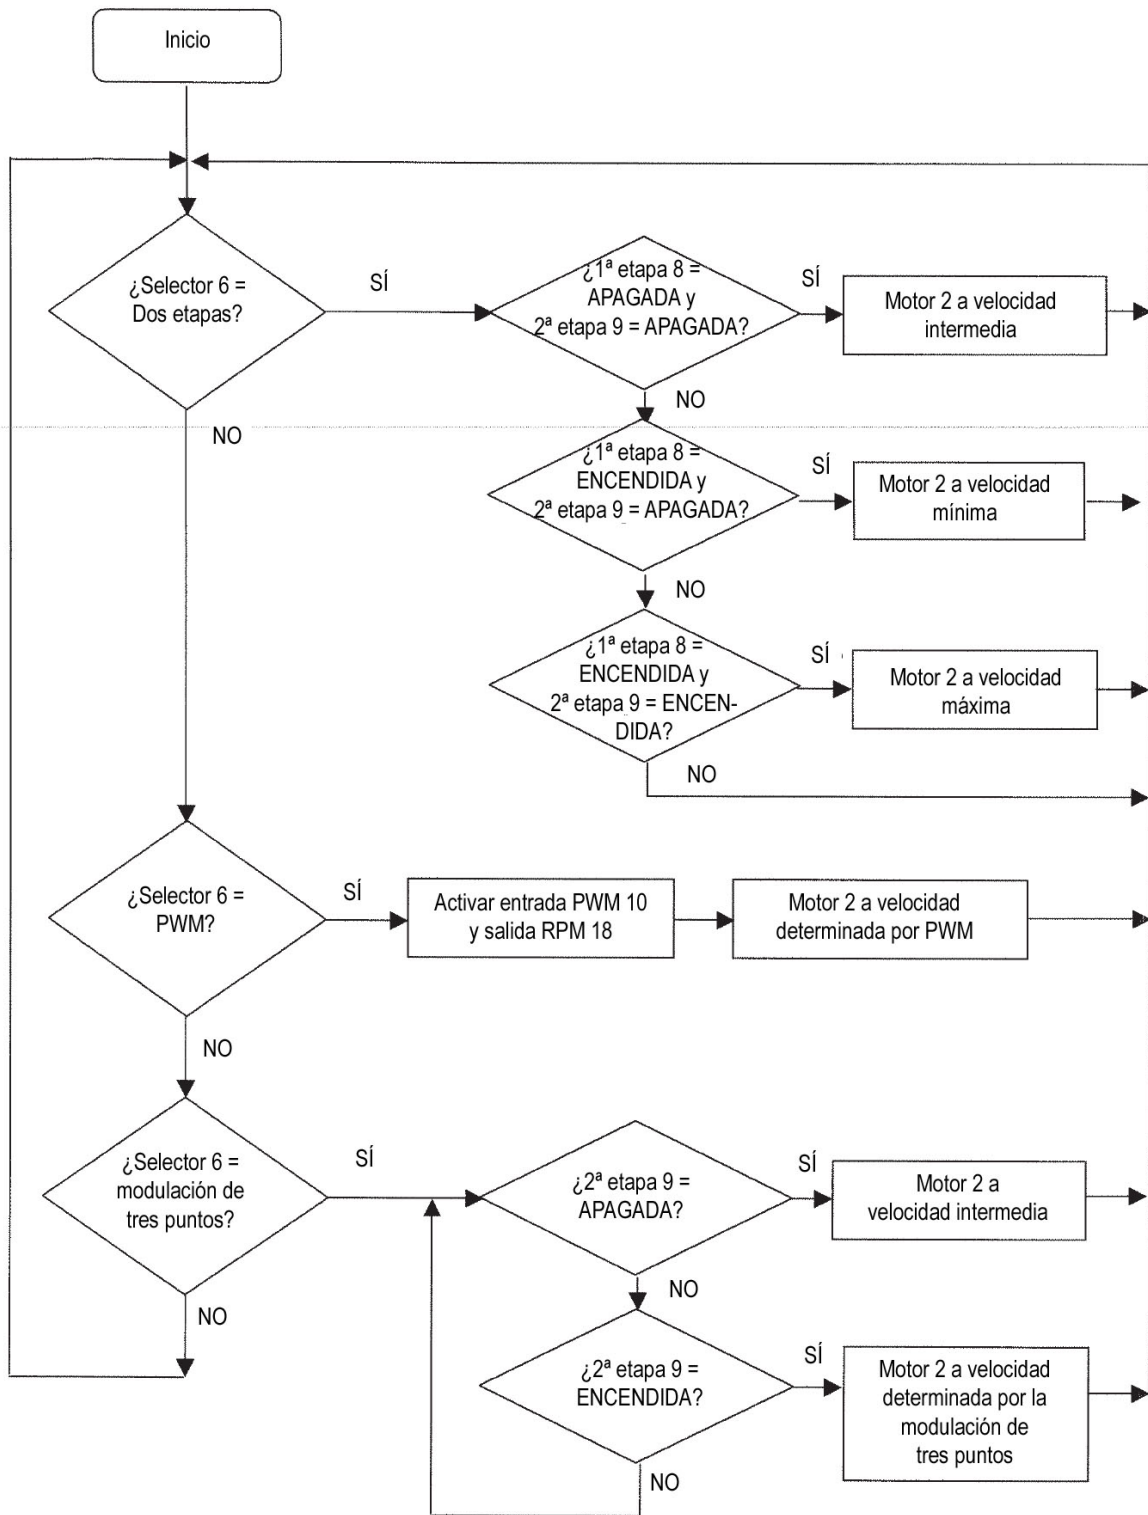 Inicio
¿Selector 6 =
Dos etapas?
SÍ
¿1ª etapa 8 =
APAGADA y
2ª etapa 9 = APAGADA?
SÍ
Motor 2 a velocidad
intermedia
NO
NO
¿1ª etapa 8 =
ENCENDIDA y
2ª etapa 9 = APAGADA?
SÍ
Motor 2 a velocidad
mínima
NO
¿1ª etapa 8 =
ENCENDIDA y
2ª etapa 9 = ENCEN-
DIDA?
SÍ
Motor 2 a velocidad
máxima
NO
¿Selector 6 =
PWM?
SÍ
Activar entrada PWM 10
y salida RPM 18
Motor 2 a velocidad
determinada por PWM
NO
¿Selector 6 =
modulación de
tres puntos?
SÍ
¿2ª etapa 9 =
APAGADA?
SÍ
Motor 2 a
velocidad intermedia
NO
NO
¿2ª etapa 9 =
ENCENDIDA?
SÍ
Motor 2 a velocidad
determinada por la
modulación de
tres puntos
NO